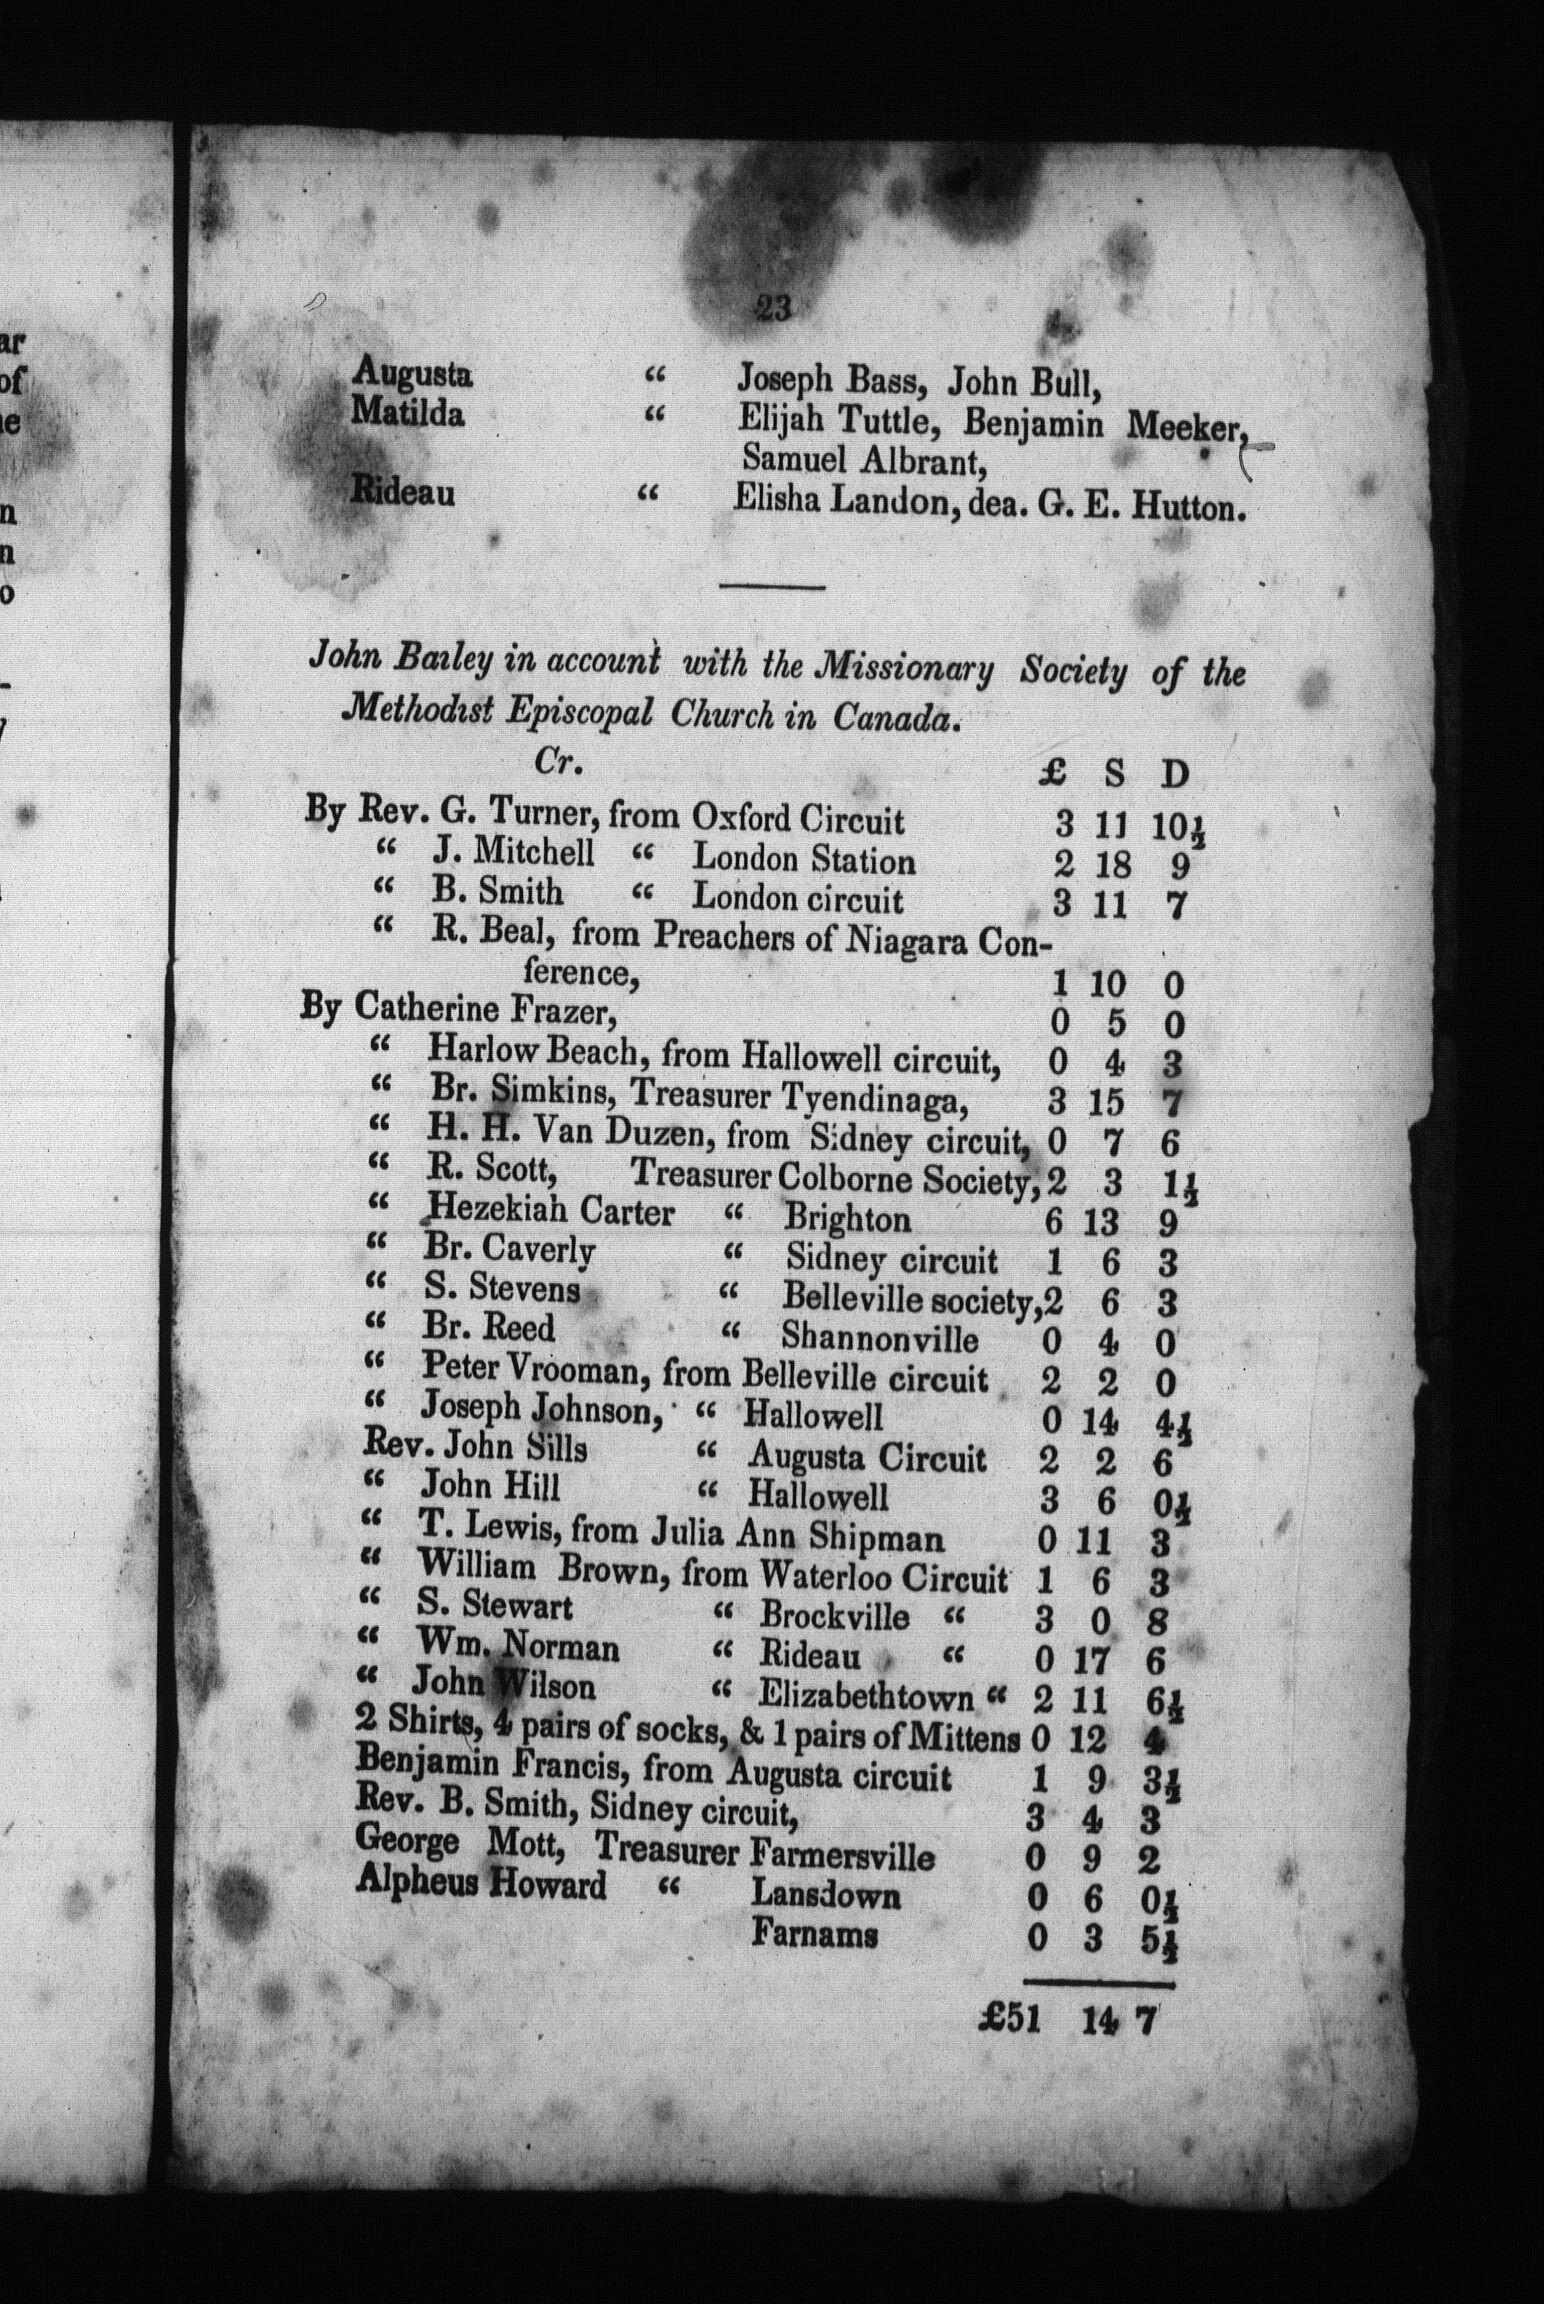 23
Augusta “ Joseph Bass, John Bull,
Matilda “ Elijah Tuttle, Benjamin Meeker,
Samuel Albrant,
Rideau “ Elisha Landon, dea. G. E. Hutton.
John Bailey in account with the Missionary Society of the
Methodist Episcopal Church in Canada.
Cr. £ S D
By Rev. G. Turner, from Oxford Circuit 3 11 10½
“ J. Mitchell “ London Station 2 18 9
“ B. Smith “ London circuit 3 11 7
“ R. Beal, from Preachers of Niagara Con-
ference, 1 10 0
By Catherine Frazer, 0 5 0
“ Harlow Beach, from Hallowell circuit, 0 4 3
“ Br. Simkins, Treasurer Tyendinaga, 3 15 7
“ H. H. Van Duzen, from Sidney circuit, 0 7 6
“ R. Scott, Treasurer Colborne Society, 2 3 1½
“ Hezekiah Carter “ Brighton 6 13 9
“ Br. Caverly “ Sidney circuit 1 6 3
“ S. Stevens “ Belleville society, 2 6 3
“ Br. Reed “ Shannonville 0 4 0
“ Peter Vrooman, from Belleville circuit 2 2 0
“ Joseph Johnson, “ Hallowell 0 14 4½
Rev. John Sills “ Augusta Circuit 2 2 6
“ John Hill “ Hallowell 3 6 0½
“ T. Lewis, from Julia Ann Shipman 0 11 3
“ William Brown, from Waterloo Circuit 1 6 3
“ S. Stewart “ Brockville “ 3 0 8
“ Wm. Norman “ Rideau “ 0 17 6
“ John Wilson “ Elizabethtown “ 2 11 6½
2 Shirts, 4 pairs of socks, & 1 pairs of Mittens 0 12 4
Benjamin Francis, from Augusta circuit 1 9 3½
Rev. B. Smith, Sidney circuit, 3 4 3
George Mott, Treasurer Farmersville 0 9 2
Alpheus Howard “ Lansdown 0 6 0½
Farnams 0 3 5½
£51 14 7